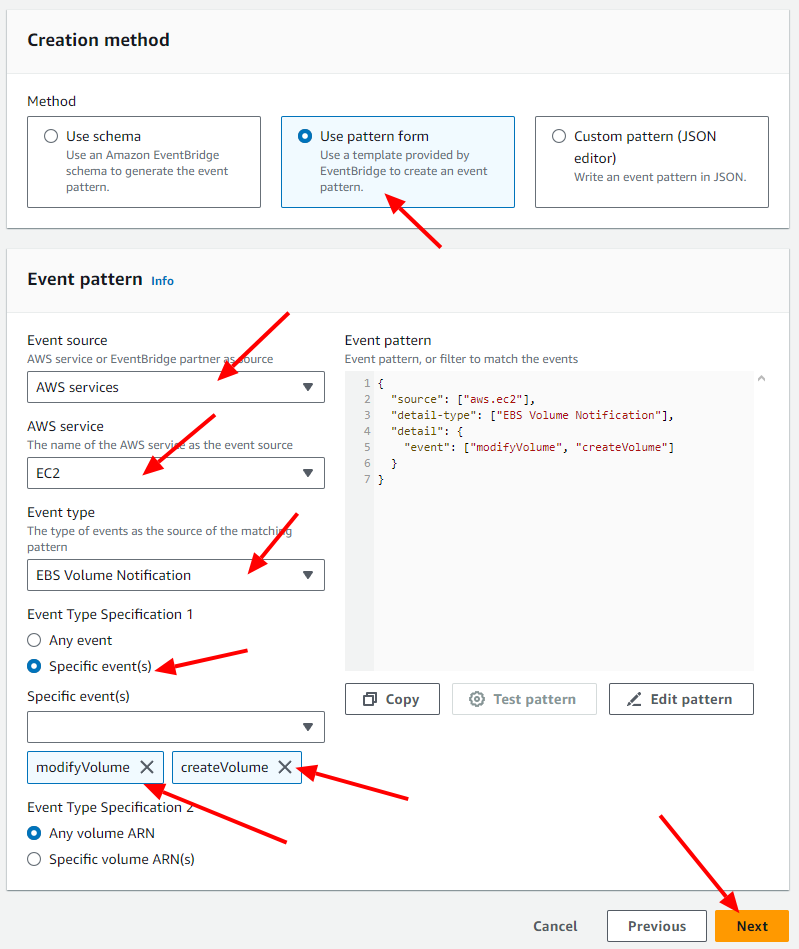 Creation method
Method
Use schema
Use an Amazon EventBridge
schema to generate the event
pattern.
Use pattern form
Use a template provided by
EventBridge to create an event
pattern.
Custom pattern (JSON
editor)
Write an event pattern in JSON.
Event pattern Info
Event source
AWS service or EventBridge partner as source
AWS services
AWS service
The name of the AWS service as the event source
EC2
Event type
The type of events as the source of the matching
pattern
EBS Volume Notification
Event Type Specification 1
Any event
Specific event(s)
Specific event(s)
modifyVolume
createVolume
Event Type Specification 2
Any volume ARN
Specific volume ARN(s)
Event pattern
Event pattern, or filter to match the events
1 {
2 "source": ["aws.ec2"],
3 "detail-type": ["EBS Volume Notification"],
4 "detail": {
5 "event": ["modifyVolume", "createVolume"]
6 }
7 }
Copy
Test pattern
Edit pattern
Cancel
Previous
Next